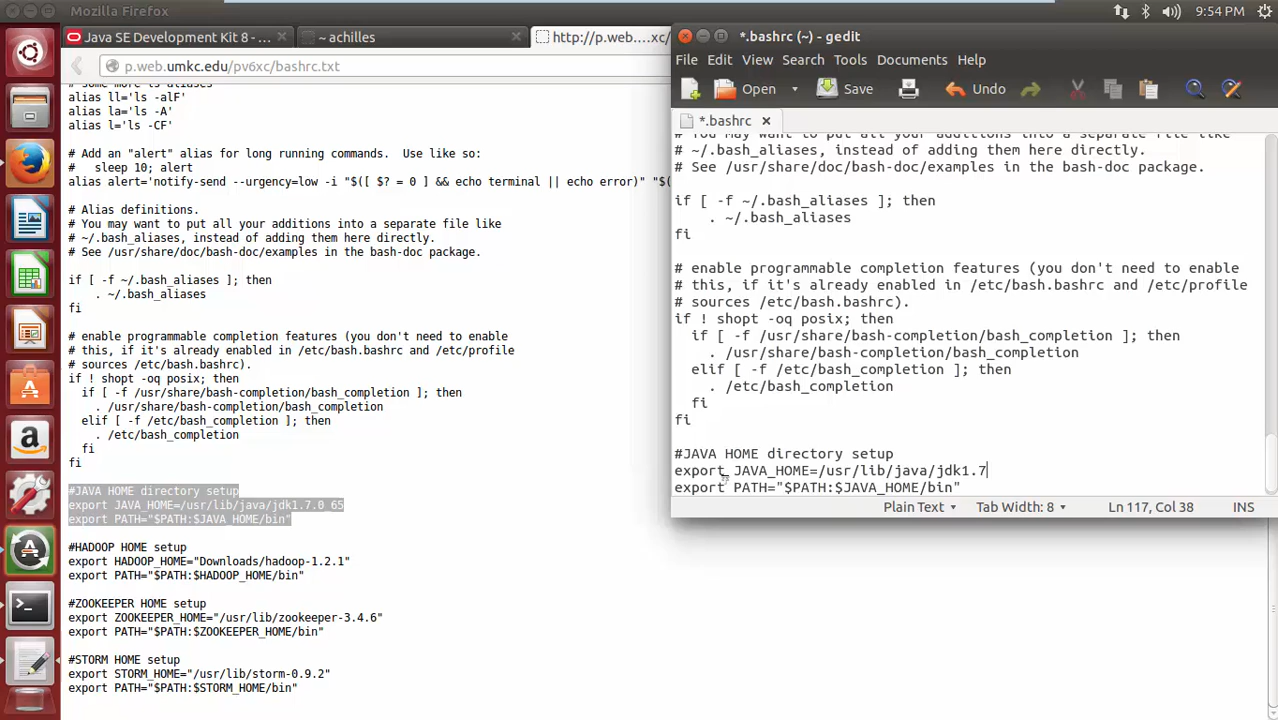 Mozilla Firefox
9:54 PM
Java SE Development Kit 8 - ...
~ achilles
http://p.web....xc/
p.web.umkc.edu/pv6xc/bashrc.txt
# some more ls aliases
alias ll='ls -alF'
alias la='ls -A'
alias l='ls -CF'
# Add an "alert" alias for long running commands.  Use like so:
#   sleep 10; alert
alias alert='notify-send --urgency=low -i "$([ $? = 0 ] && echo terminal || echo error)" "$(
# Alias definitions.
# You may want to put all your additions into a separate file like
# ~/.bash_aliases, instead of adding them here directly.
# See /usr/share/doc/bash-doc/examples in the bash-doc package.
if [ -f ~/.bash_aliases ]; then
    . ~/.bash_aliases
fi
# enable programmable completion features (you don't need to enable
# this, if it's already enabled in /etc/bash.bashrc and /etc/profile
# sources /etc/bash.bashrc).
if ! shopt -oq posix; then
  if [ -f /usr/share/bash-completion/bash_completion ]; then
    . /usr/share/bash-completion/bash_completion
  elif [ -f /etc/bash_completion ]; then
    . /etc/bash_completion
  fi
fi
#JAVA HOME directory setup
export JAVA_HOME=/usr/lib/java/jdk1.7.0_65
export PATH="$PATH:$JAVA_HOME/bin"
#HADOOP HOME setup
export HADOOP_HOME="Downloads/hadoop-1.2.1"
export PATH="$PATH:$HADOOP_HOME/bin"
#ZOOKEEPER HOME setup
export ZOOKEEPER_HOME="/usr/lib/zookeeper-3.4.6"
export PATH="$PATH:$ZOOKEEPER_HOME/bin"
#STORM HOME setup
export STORM_HOME="/usr/lib/storm-0.9.2"
export PATH="$PATH:$STORM_HOME/bin"
*.bashrc (~) - gedit
File Edit View Search Tools Documents Help
Open Save Undo
*.bashrc
# You may want to put all your additions into a separate file like
# ~/.bash_aliases, instead of adding them here directly.
# See /usr/share/doc/bash-doc/examples in the bash-doc package.
if [ -f ~/.bash_aliases ]; then
    . ~/.bash_aliases
fi
# enable programmable completion features (you don't need to enable
# this, if it's already enabled in /etc/bash.bashrc and /etc/profile
# sources /etc/bash.bashrc).
if ! shopt -oq posix; then
  if [ -f /usr/share/bash-completion/bash_completion ]; then
    . /usr/share/bash-completion/bash_completion
  elif [ -f /etc/bash_completion ]; then
    . /etc/bash_completion
  fi
fi
#JAVA HOME directory setup
export JAVA_HOME=/usr/lib/java/jdk1.7
export PATH="$PATH:$JAVA_HOME/bin"
Plain Text Tab Width: 8 Ln 117, Col 38 INS